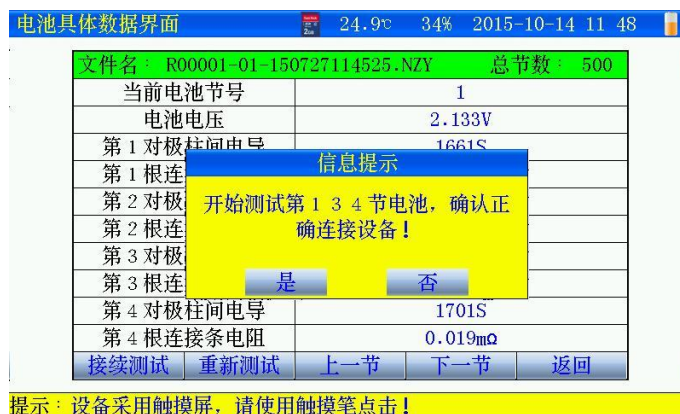 电池具体数据界面 24.9℃ 34% 2015-10-14 11 48
文件名： R00001-01-150727114525.NZY 总节数： 500
当前电池节号 1
电池电压 2.133V
第1对极柱间电导 1661S
第1根连
第2对极
第2根连
第3对极
第3根连
第4对极柱间电导 1701S
第4根连接条电阻 0.019mΩ
信息提示
开始测试第１３４节电池，确认正
确连接设备！
是 否
接续测试 重新测试 上一节 下一节 返回
提示：设备采用触摸屏，请使用触摸笔点击！